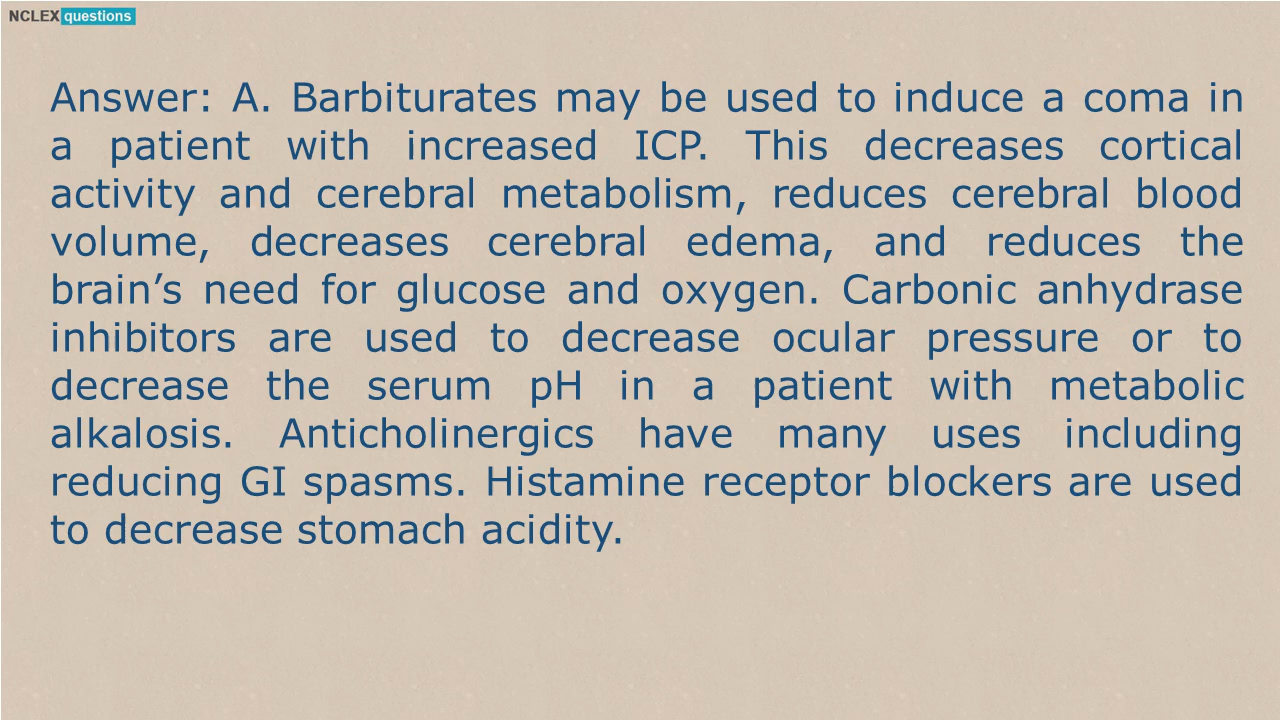 NCLEX questions
Answer: A. Barbiturates may be used to induce a coma in
a patient with increased ICP. This decreases cortical
activity and cerebral metabolism, reduces cerebral blood
volume, decreases cerebral edema, and reduces the
brain’s need for glucose and oxygen. Carbonic anhydrase
inhibitors are used to decrease ocular pressure or to
decrease the serum pH in a patient with metabolic
alkalosis. Anticholinergics have many uses including
reducing GI spasms. Histamine receptor blockers are used
to decrease stomach acidity.